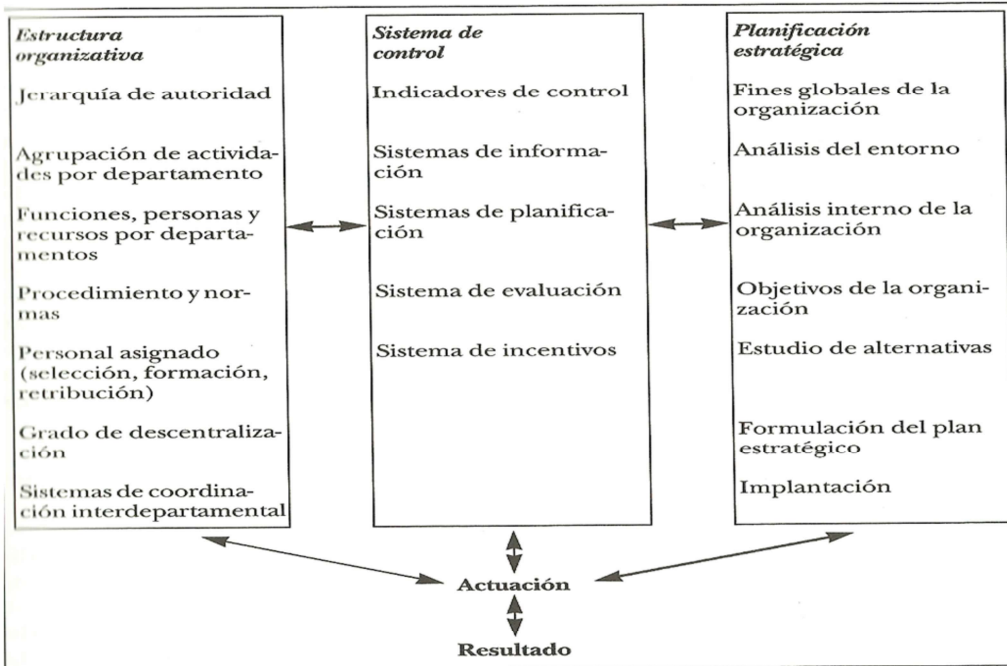 Estructura
organizativa
Jerarquía de autoridad
Agrupación de activida-
des por departamento
Funciones, personas y
recursos por departa-
mentos
Procedimiento y nor-
mas
Personal asignado
(selección, formación,
retribución)
Grado de descentraliza-
ción
Sistemas de coordina-
ción interdepartamental
Sistema de
control
Indicadores de control
Sistemas de informa-
ción
Sistemas de planifica-
ción
Sistema de evaluación
Sistema de incentivos
Planificación
estratégica
Fines globales de la
organización
Análisis del entorno
Análisis interno de la
organización
Objetivos de la organi-
zación
Estudio de alternativas
Formulación del plan
estratégico
Implantación
Actuación
Resultado